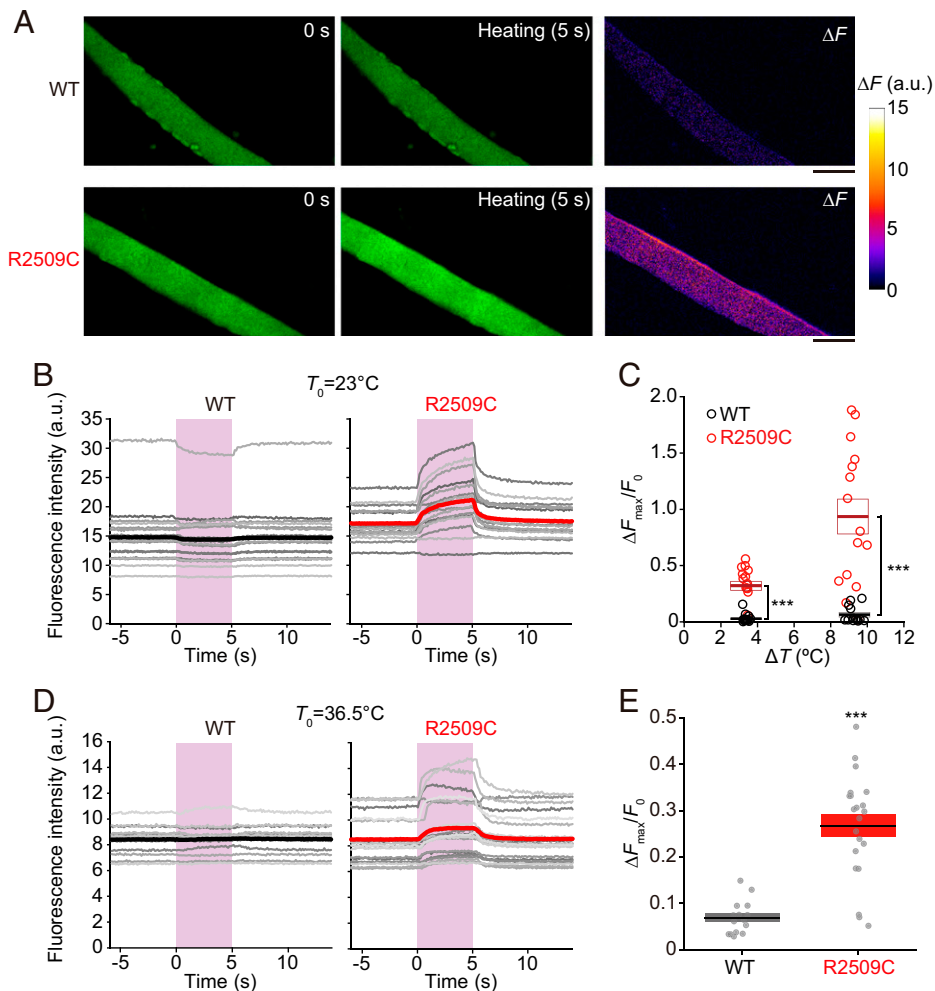 A
0 s
Heating (5 s)
ΔF
WT
ΔF (a.u.)
15
10
5
0
0 s
Heating (5 s)
ΔF
R2509C
B
T0=23°C
WT
R2509C
Fluorescence intensity (a.u.)
35
30
25
20
15
10
5
0
-5 0 5 10
Time (s)
-5 0 5 10
Time (s)
C
2.0
1.5
1.0
0.5
0
WT
R2509C
ΔFmax/F0
***
***
0 2 4 6 8 10 12
ΔT (ºC)
D
T0=36.5°C
WT
R2509C
Fluorescence intensity (a.u.)
16
14
12
10
8
6
4
2
0
-5 0 5 10
Time (s)
-5 0 5 10
Time (s)
E
***
ΔFmax/F0
0.5
0.4
0.3
0.2
0.1
0
WT
R2509C